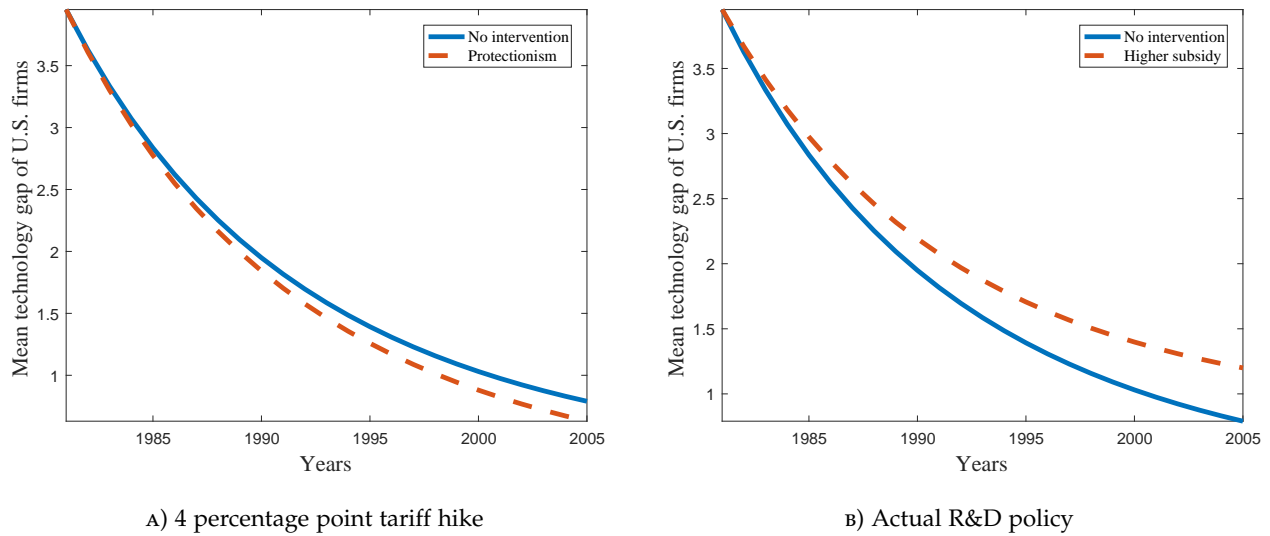 Mean technology gap of U.S. firms
3.5
3
2.5
2
1.5
1
No intervention
Protectionism
1985
1990
1995
2000
2005
Years
A) 4 percentage point tariff hike
Mean technology gap of U.S. firms
3.5
3
2.5
2
1.5
1
No intervention
Higher subsidy
1985
1990
1995
2000
2005
Years
B) Actual R&D policy